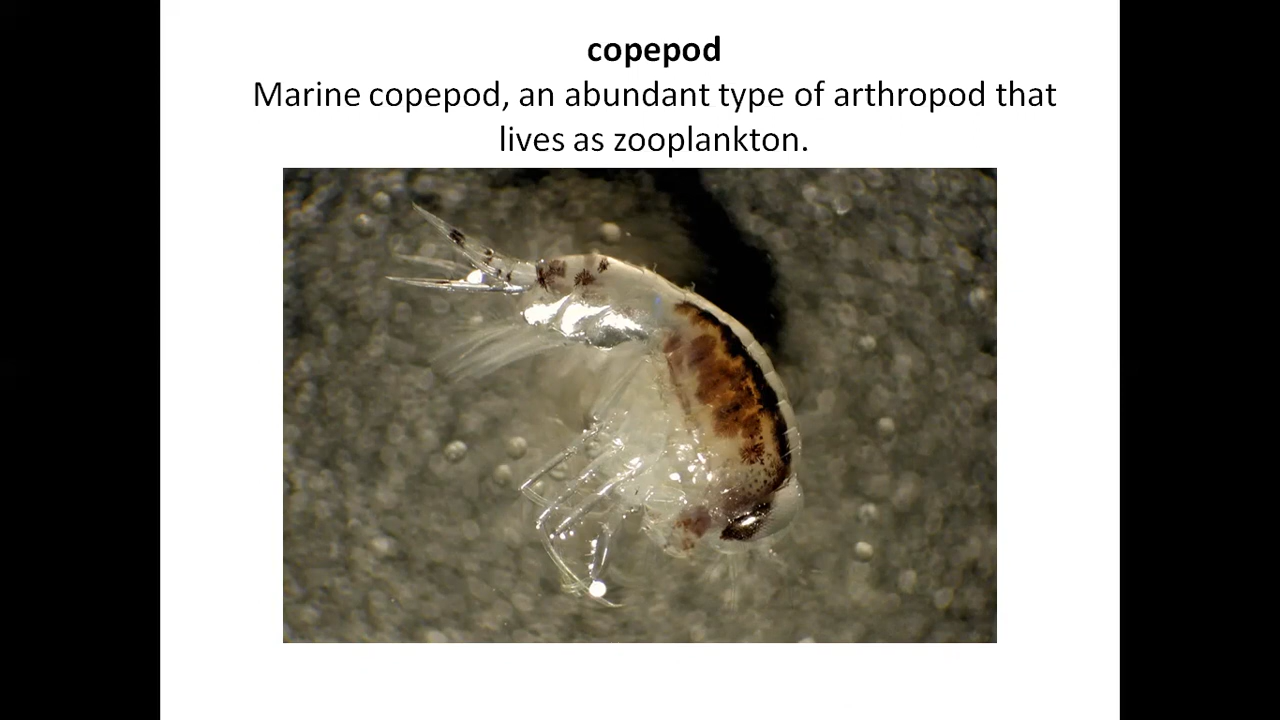 copepod
Marine copepod, an abundant type of arthropod that
lives as zooplankton.